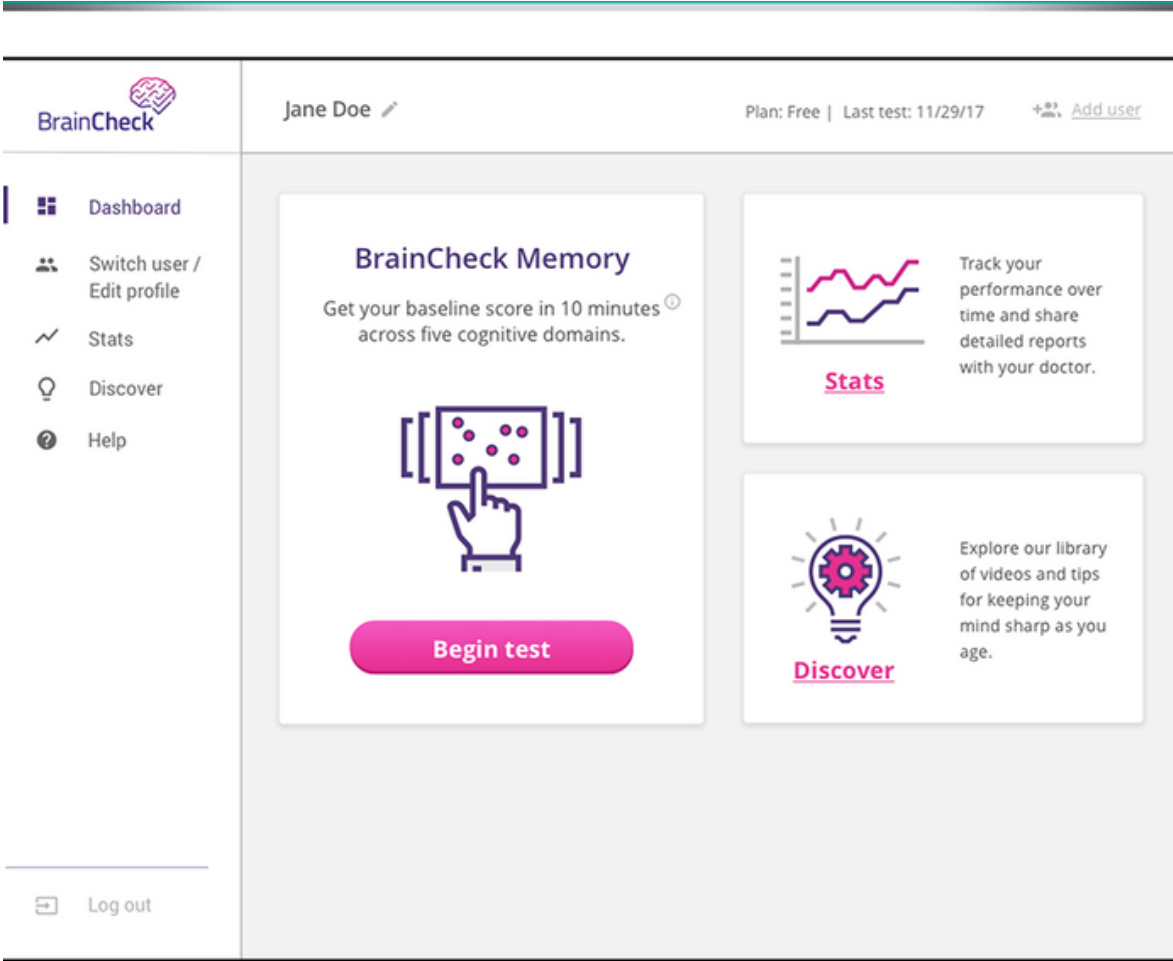 BrainCheck
Jane Doe
Plan: Free | Last test: 11/29/17
Add user
Dashboard
Switch user /
Edit profile
Stats
Discover
Help
Log out
BrainCheck Memory
Get your baseline score in 10 minutes
across five cognitive domains.
Begin test
Stats
Track your
performance over
time and share
detailed reports
with your doctor.
Discover
Explore our library
of videos and tips
for keeping your
mind sharp as you
age.